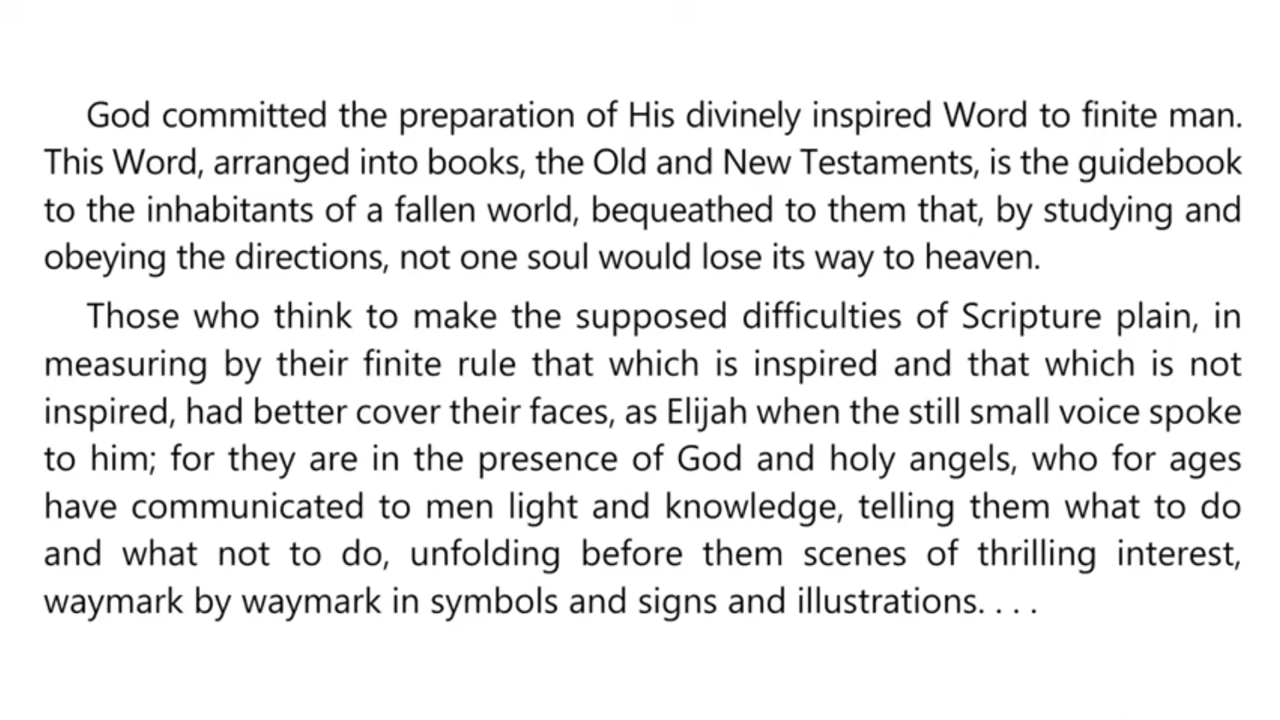 God committed the preparation of His divinely inspired Word to finite man.
This Word, arranged into books, the Old and New Testaments, is the guidebook
to the inhabitants of a fallen world, bequeathed to them that, by studying and
obeying the directions, not one soul would lose its way to heaven.
Those who think to make the supposed difficulties of Scripture plain, in
measuring by their finite rule that which is inspired and that which is not
inspired, had better cover their faces, as Elijah when the still small voice spoke
to him; for they are in the presence of God and holy angels, who for ages
have communicated to men light and knowledge, telling them what to do
and what not to do, unfolding before them scenes of thrilling interest,
waymark by waymark in symbols and signs and illustrations. . . .